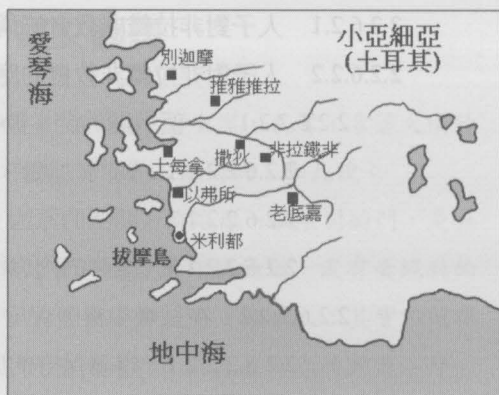 愛琴海
小亞細亞
(土耳其)
別迦摩
推雅推拉
士每拿
撒狄
非拉鐵非
以弗所
老底嘉
米利都
拔摩島
地中海